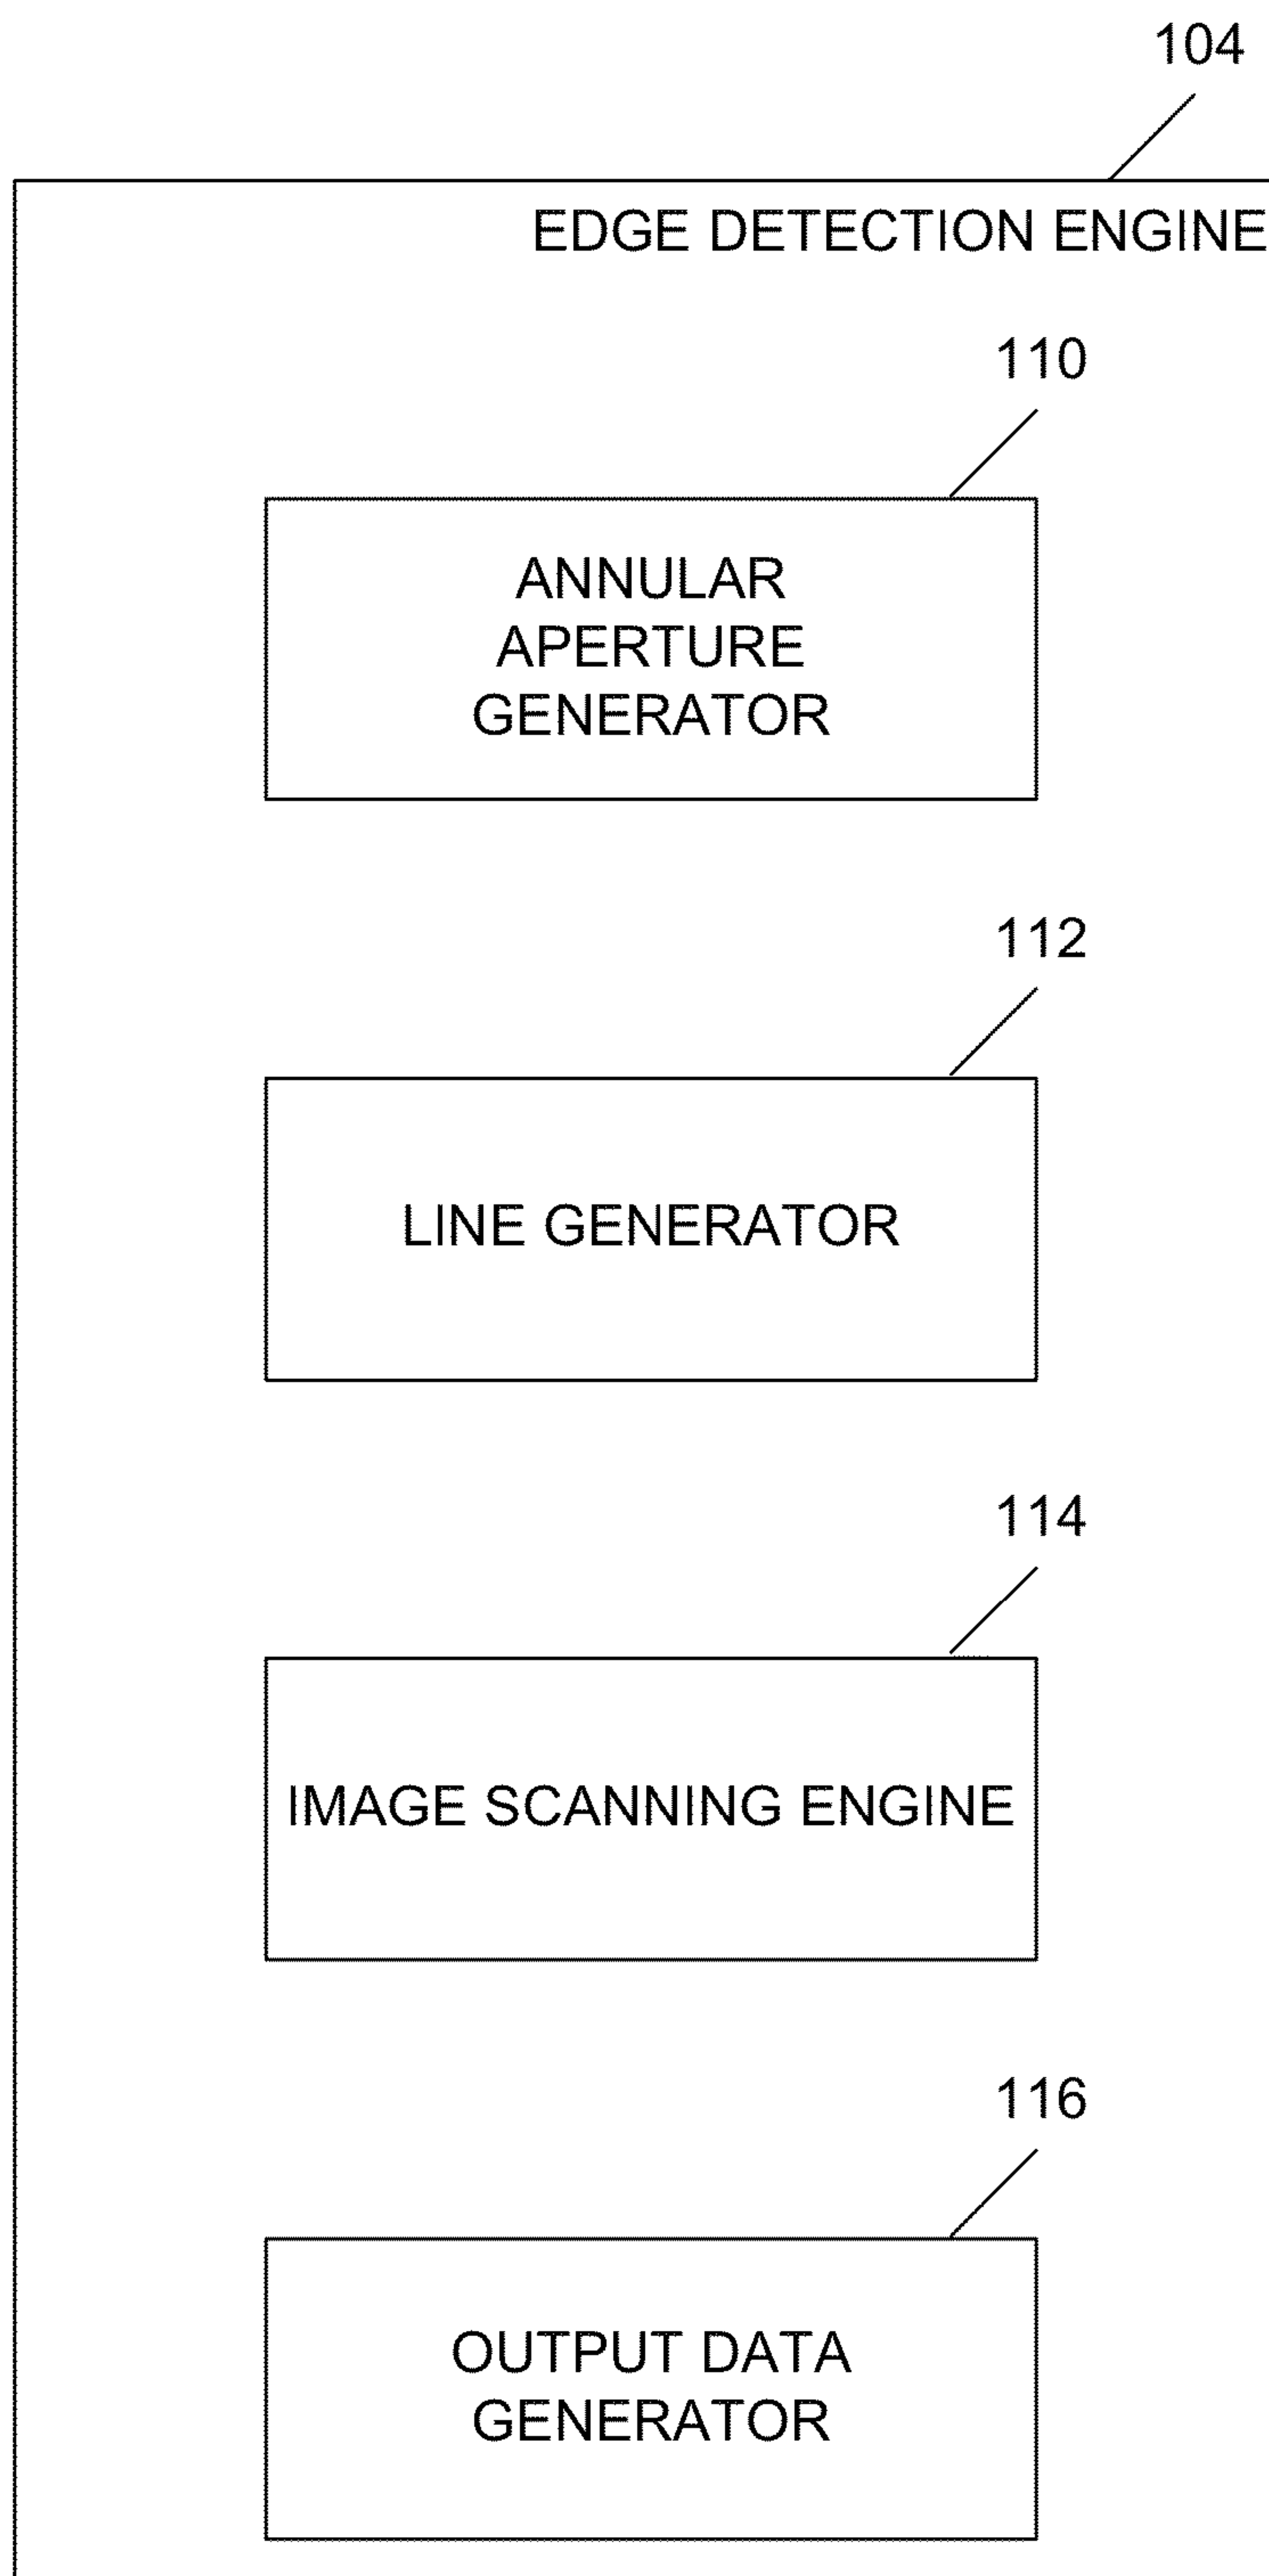 104
EDGE DETECTION ENGINE
110
ANNULAR
APERTURE
GENERATOR
112
LINE GENERATOR
114
IMAGE SCANNING ENGINE
116
OUTPUT DATA
GENERATOR